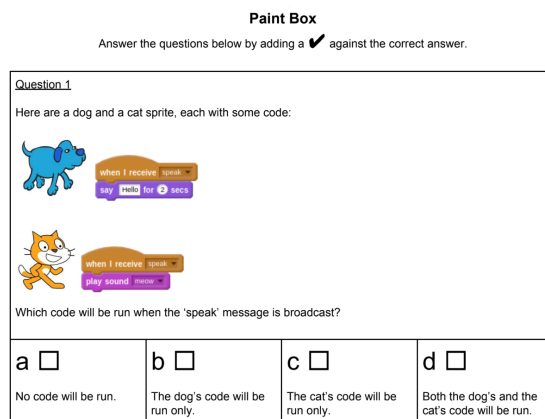 Paint Box
Answer the questions below by adding a ✔ against the correct answer.
Question 1
Here are a dog and a cat sprite, each with some code:
when I receive speak
say Hello for 2 secs
when I receive speak
play sound meow
Which code will be run when the ‘speak’ message is broadcast?
a
No code will be run.
b
The dog’s code will be
run only.
c
The cat’s code will be
run only.
d
Both the dog’s and the
cat’s code will be run.